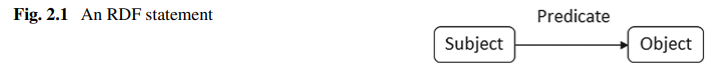 Fig. 2.1 An RDF statement
Predicate
Subject
Object